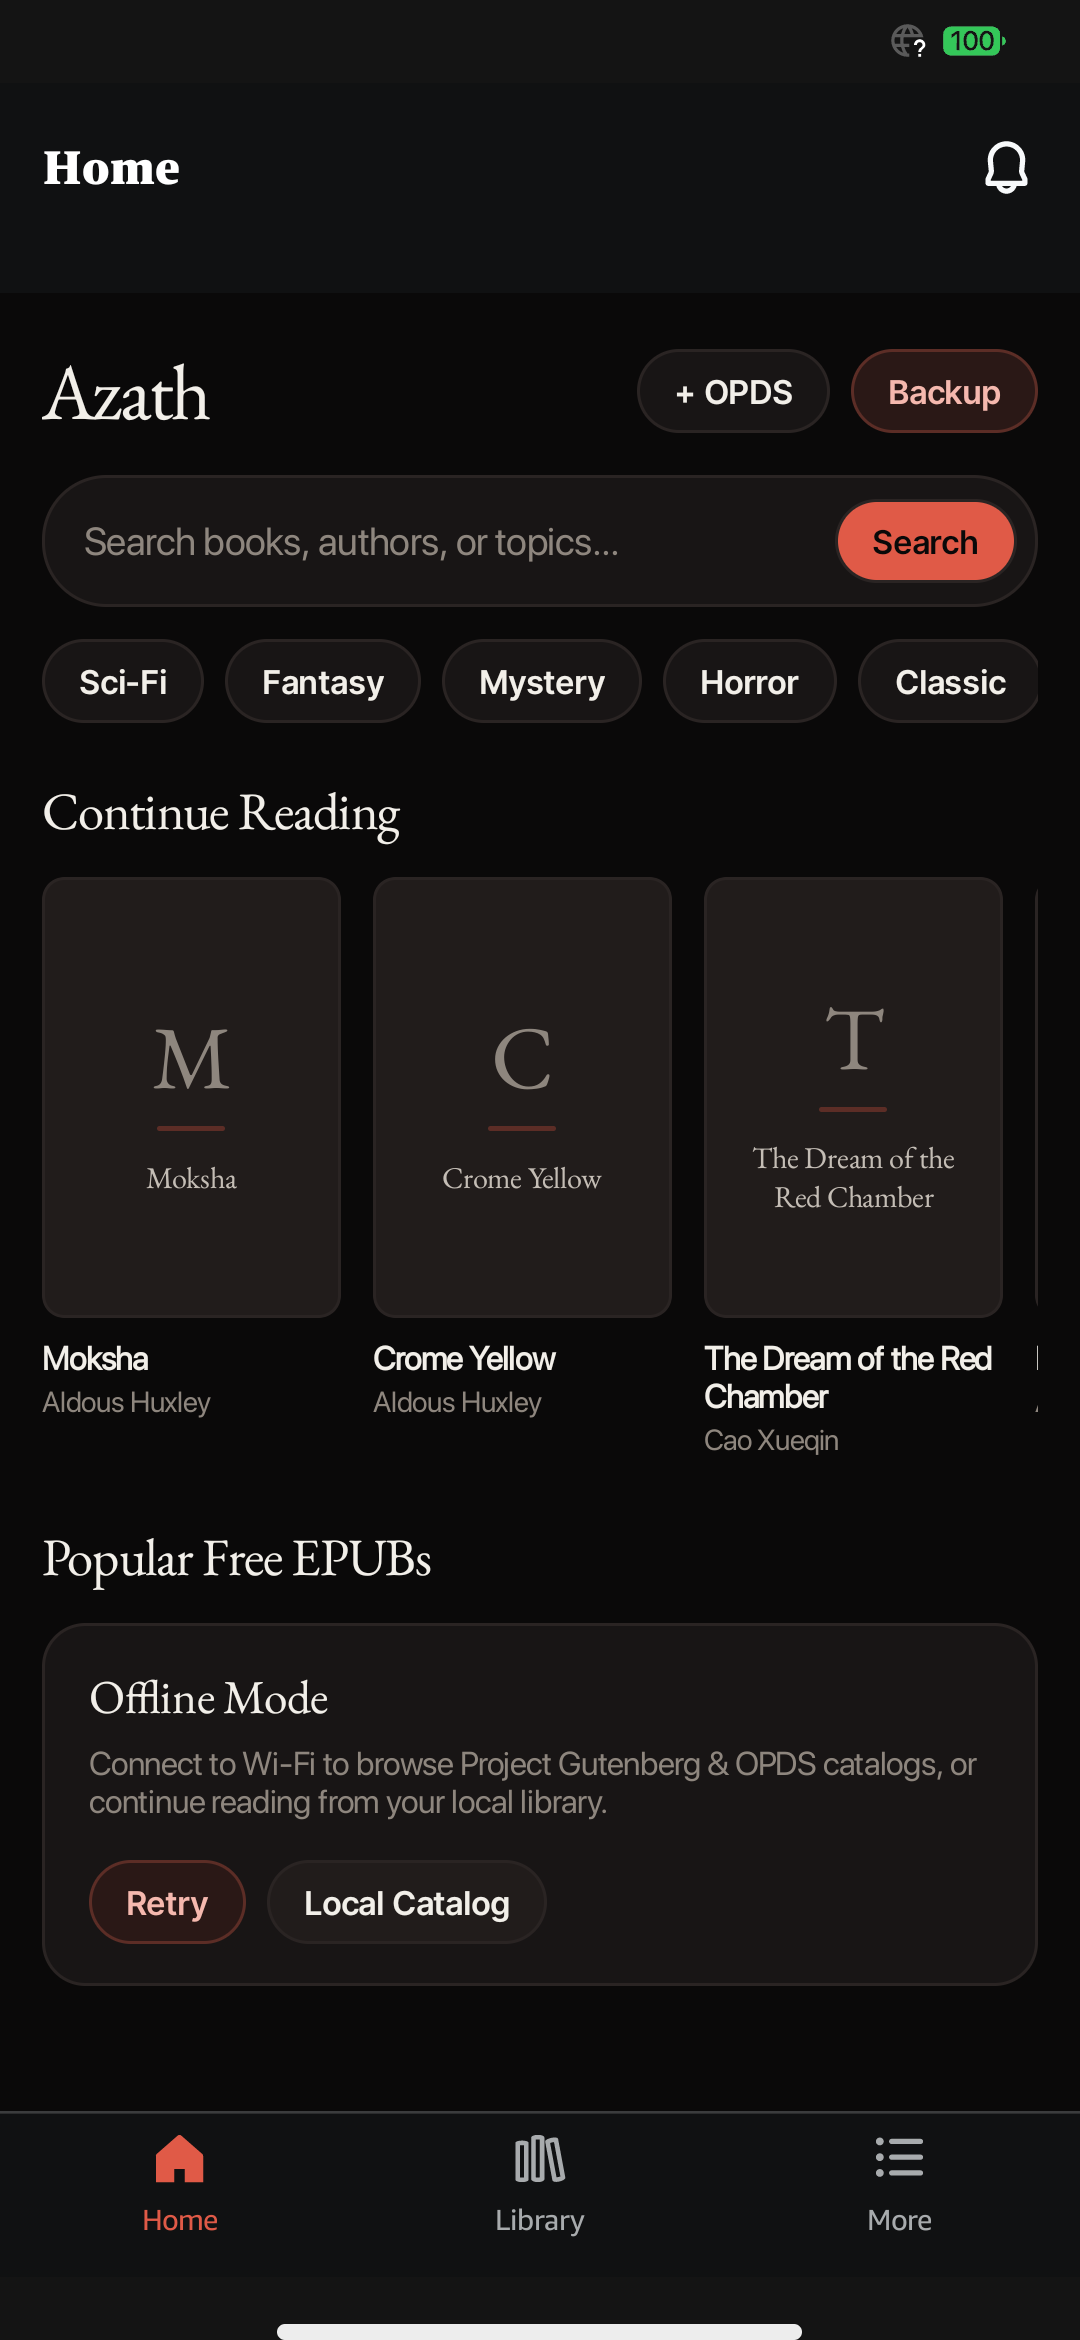 100
Home
Azath
+ OPDS
Backup
Search books, authors, or topics...
Search
Sci-Fi
Fantasy
Mystery
Horror
Classic
Continue Reading
M
Moksha
C
Crome Yellow
T
The Dream of the
Red Chamber
Moksha
Aldous Huxley
Crome Yellow
Aldous Huxley
The Dream of the Red
Chamber
Cao Xueqin
Popular Free EPUBs
Offline Mode
Connect to Wi-Fi to browse Project Gutenberg & OPDS catalogs, or
continue reading from your local library.
Retry
Local Catalog
Home
Library
More